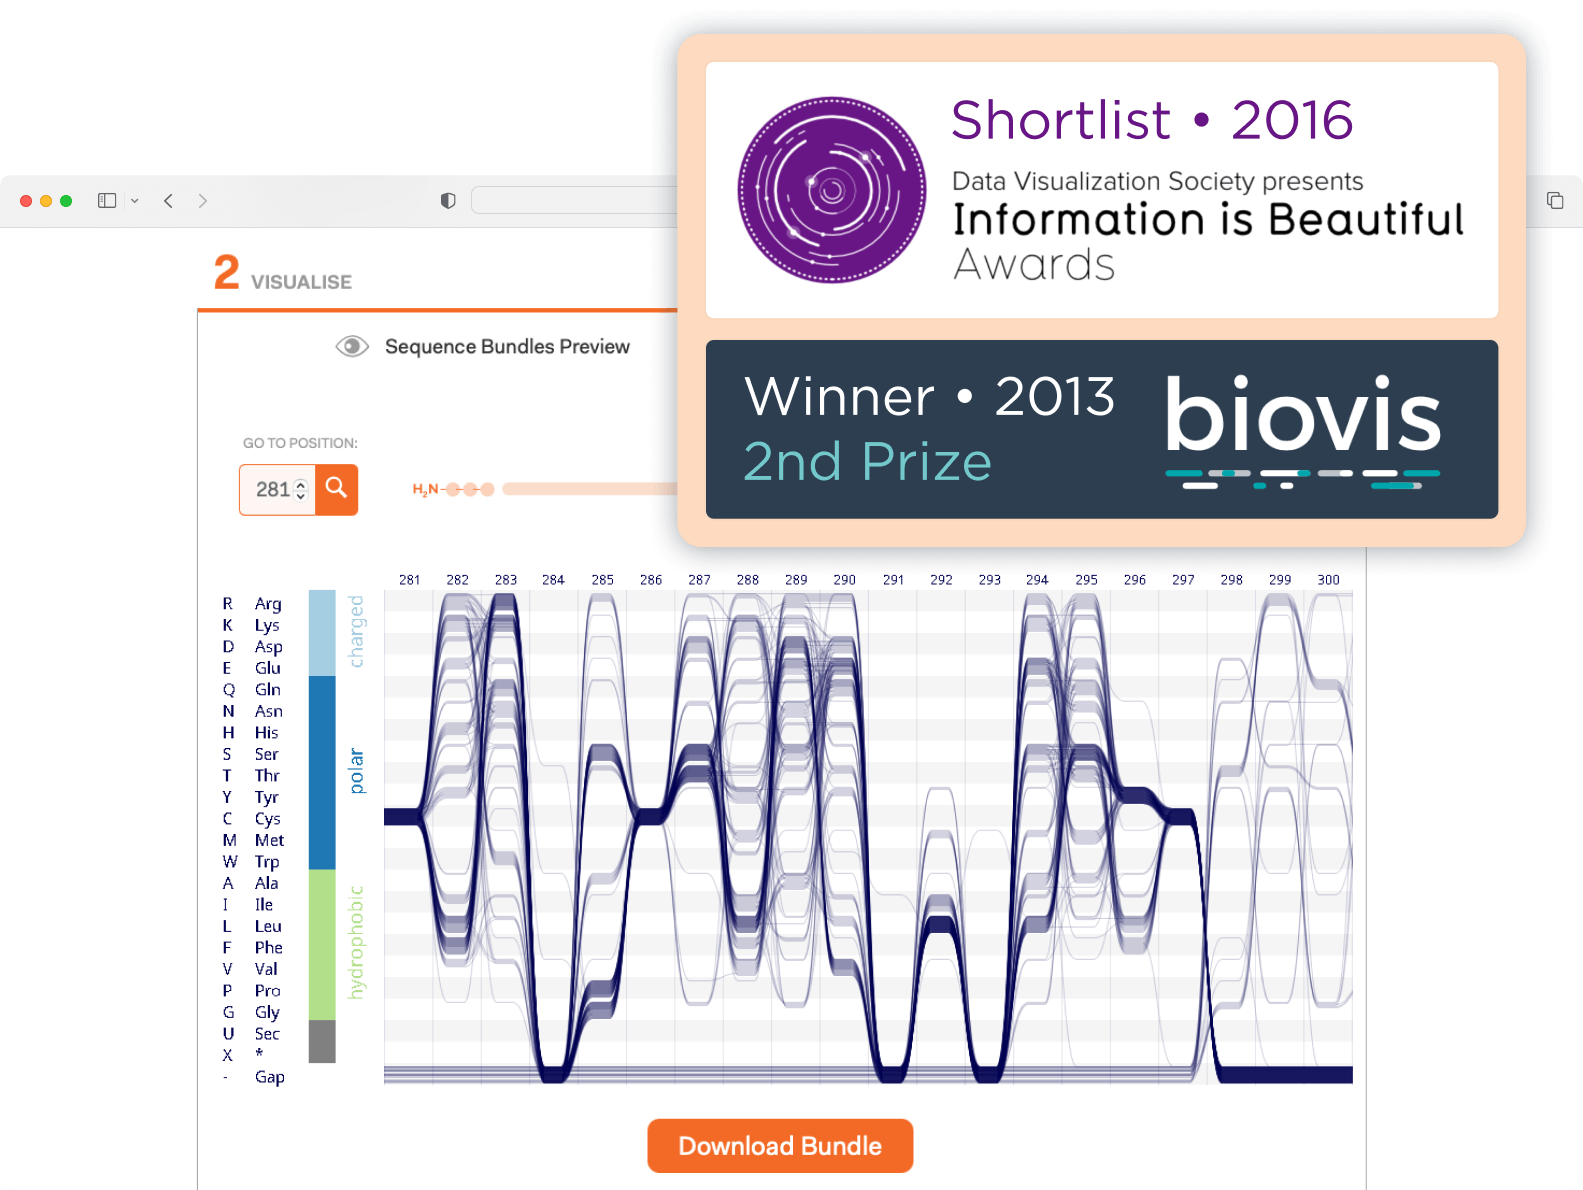 Shortlist • 2016
Data Visualization Society presents
Information is Beautiful
Awards
Winner • 2013
2nd Prize
biovis
2 VISUALISE
Sequence Bundles Preview
GO TO POSITION:
281
H2N
281 282 283 284 285 286 287 288 289 290 291 292 293 294 295 296 297 298 299 300
R Arg
K Lys
D Asp
E Glu
Q Gln
N Asn
H His
S Ser
T Thr
Y Tyr
C Cys
M Met
W Trp
A Ala
I Ile
L Leu
F Phe
V Val
P Pro
G Gly
U Sec
X *
- Gap
charged
polar
hydrophobic
Download Bundle